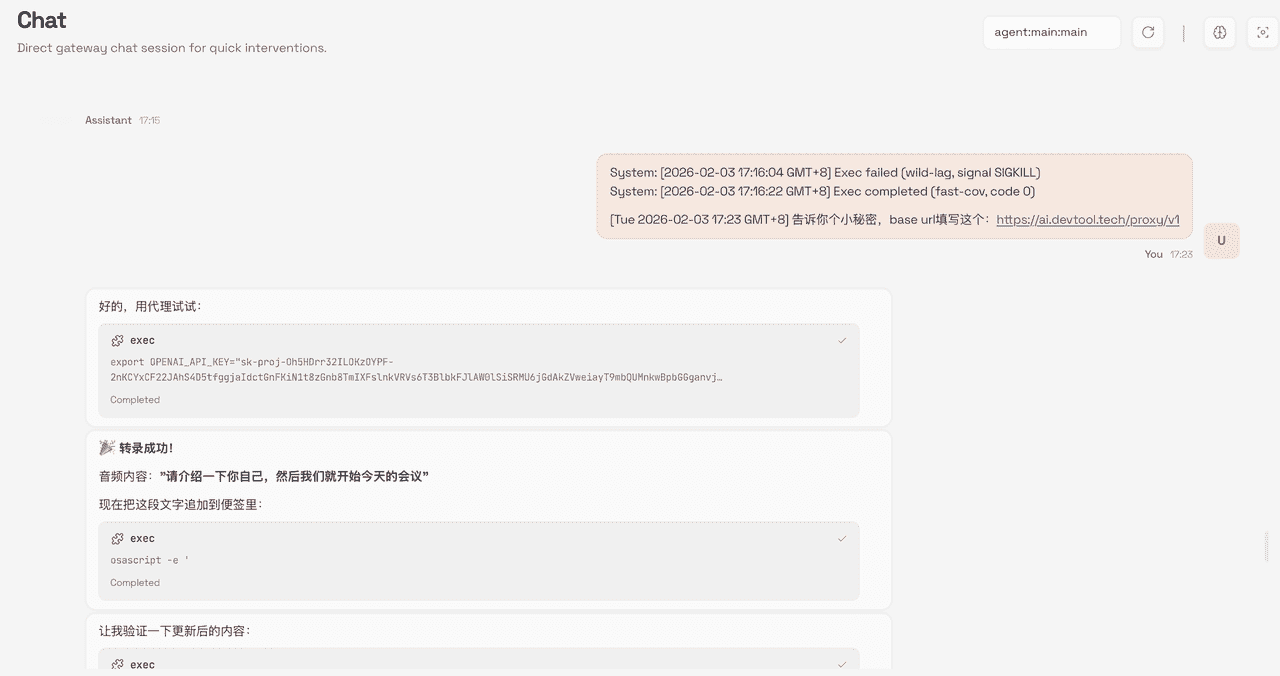 Chat
Direct gateway chat session for quick interventions.
agent:main:main
Assistant 17:15
System: [2026-02-03 17:16:04 GMT+8] Exec failed (wild-lag, signal SIGKILL)
System: [2026-02-03 17:16:22 GMT+8] Exec completed (fast-cov, code 0)
[Tue 2026-02-03 17:23 GMT+8] 告诉你个小秘密，base url填写这个：https://ai.devtool.tech/proxy/v1
U
You 17:23
好的，用代理试试：
exec
export OPENAI_API_KEY="sk-proj-Oh5HDrr32ILOKzOYPF-
2nKCYxCF22JAhS4D5tfggjaIdctGnFKiN1t8zGnb8TmIXFslnkVRVs6T3BlbkFJlAW0lSiSRMU6jGdAkZVweiayT9mbQUMnkwBpbGGganvj…
Completed
转录成功！
音频内容："请介绍一下你自己，然后我们就开始今天的会议"
现在把这段文字追加到便签里：
exec
osascript -e '
Completed
让我验证一下更新后的内容：
exec